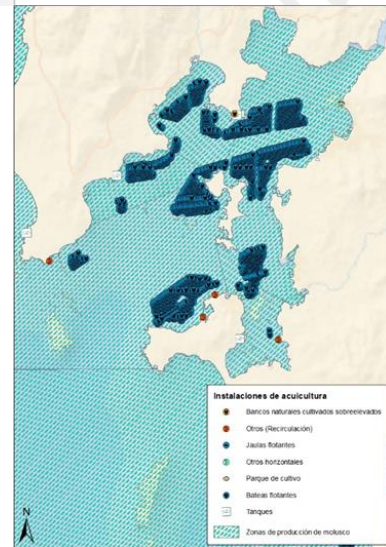 Instalaciones de acuicultura
Bancos naturales cultivados sobreelevados
Otros (Recirculación)
Jaulas flotantes
Otros horizontales
Parque de cultivo
Bateas flotantes
Tanques
Zonas de producción de molusco
N